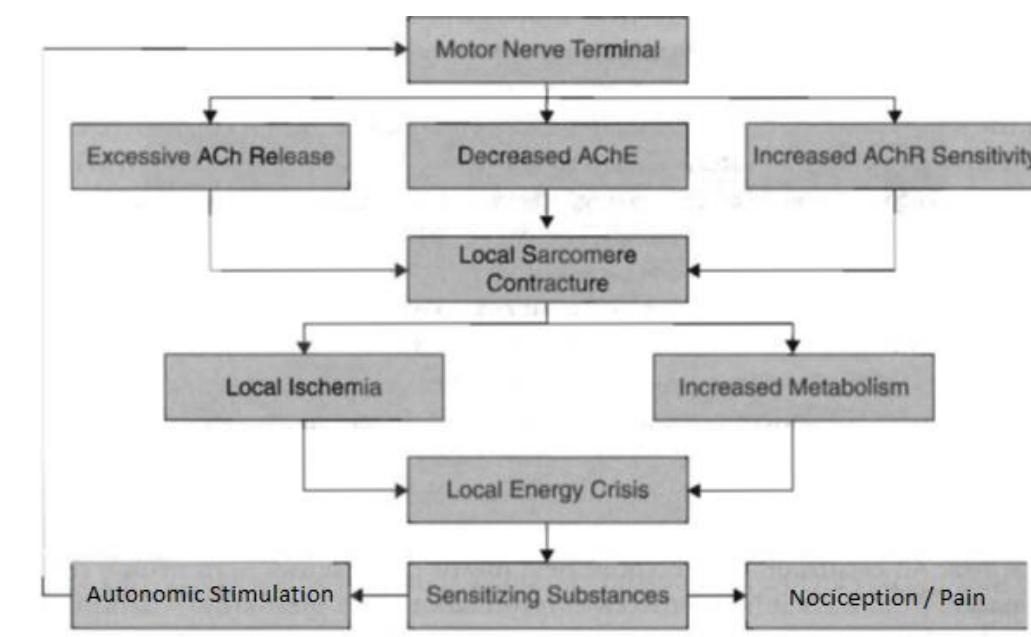 Motor Nerve Terminal
Excessive ACh Release
Decreased AChE
Increased AChR Sensitivity
Local Sarcomere
Contracture
Local Ischemia
Increased Metabolism
Local Energy Crisis
Autonomic Stimulation
Sensitizing Substances
Nociception / Pain